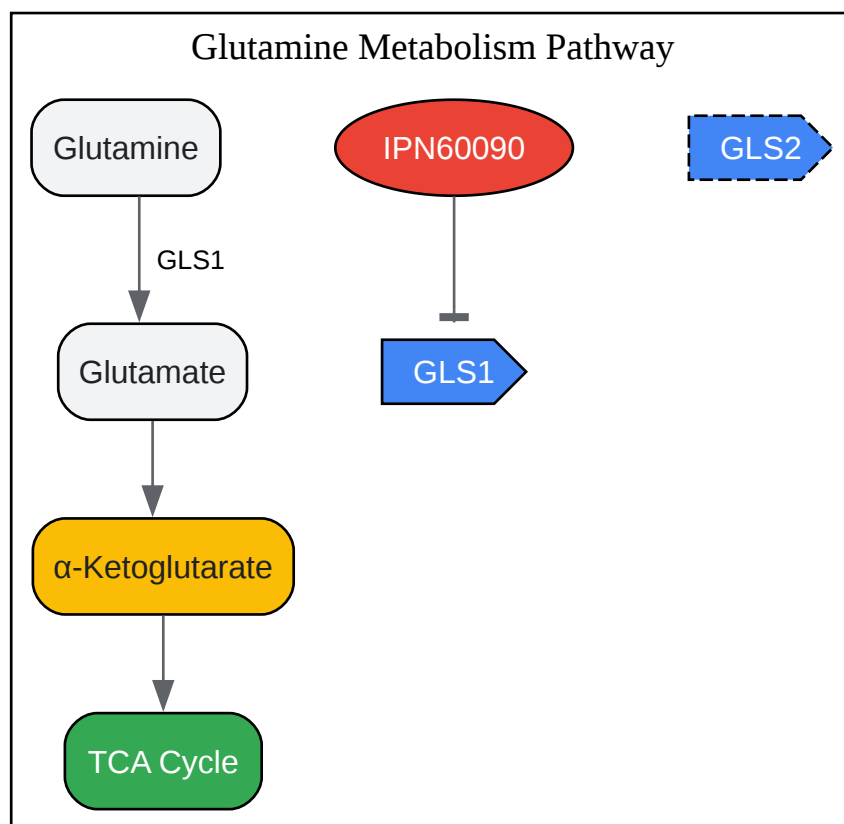 Glutamine Metabolism Pathway
Glutamine
IPN60090
GLS2
GLS1
Glutamate
GLS1
α-Ketoglutarate
TCA Cycle